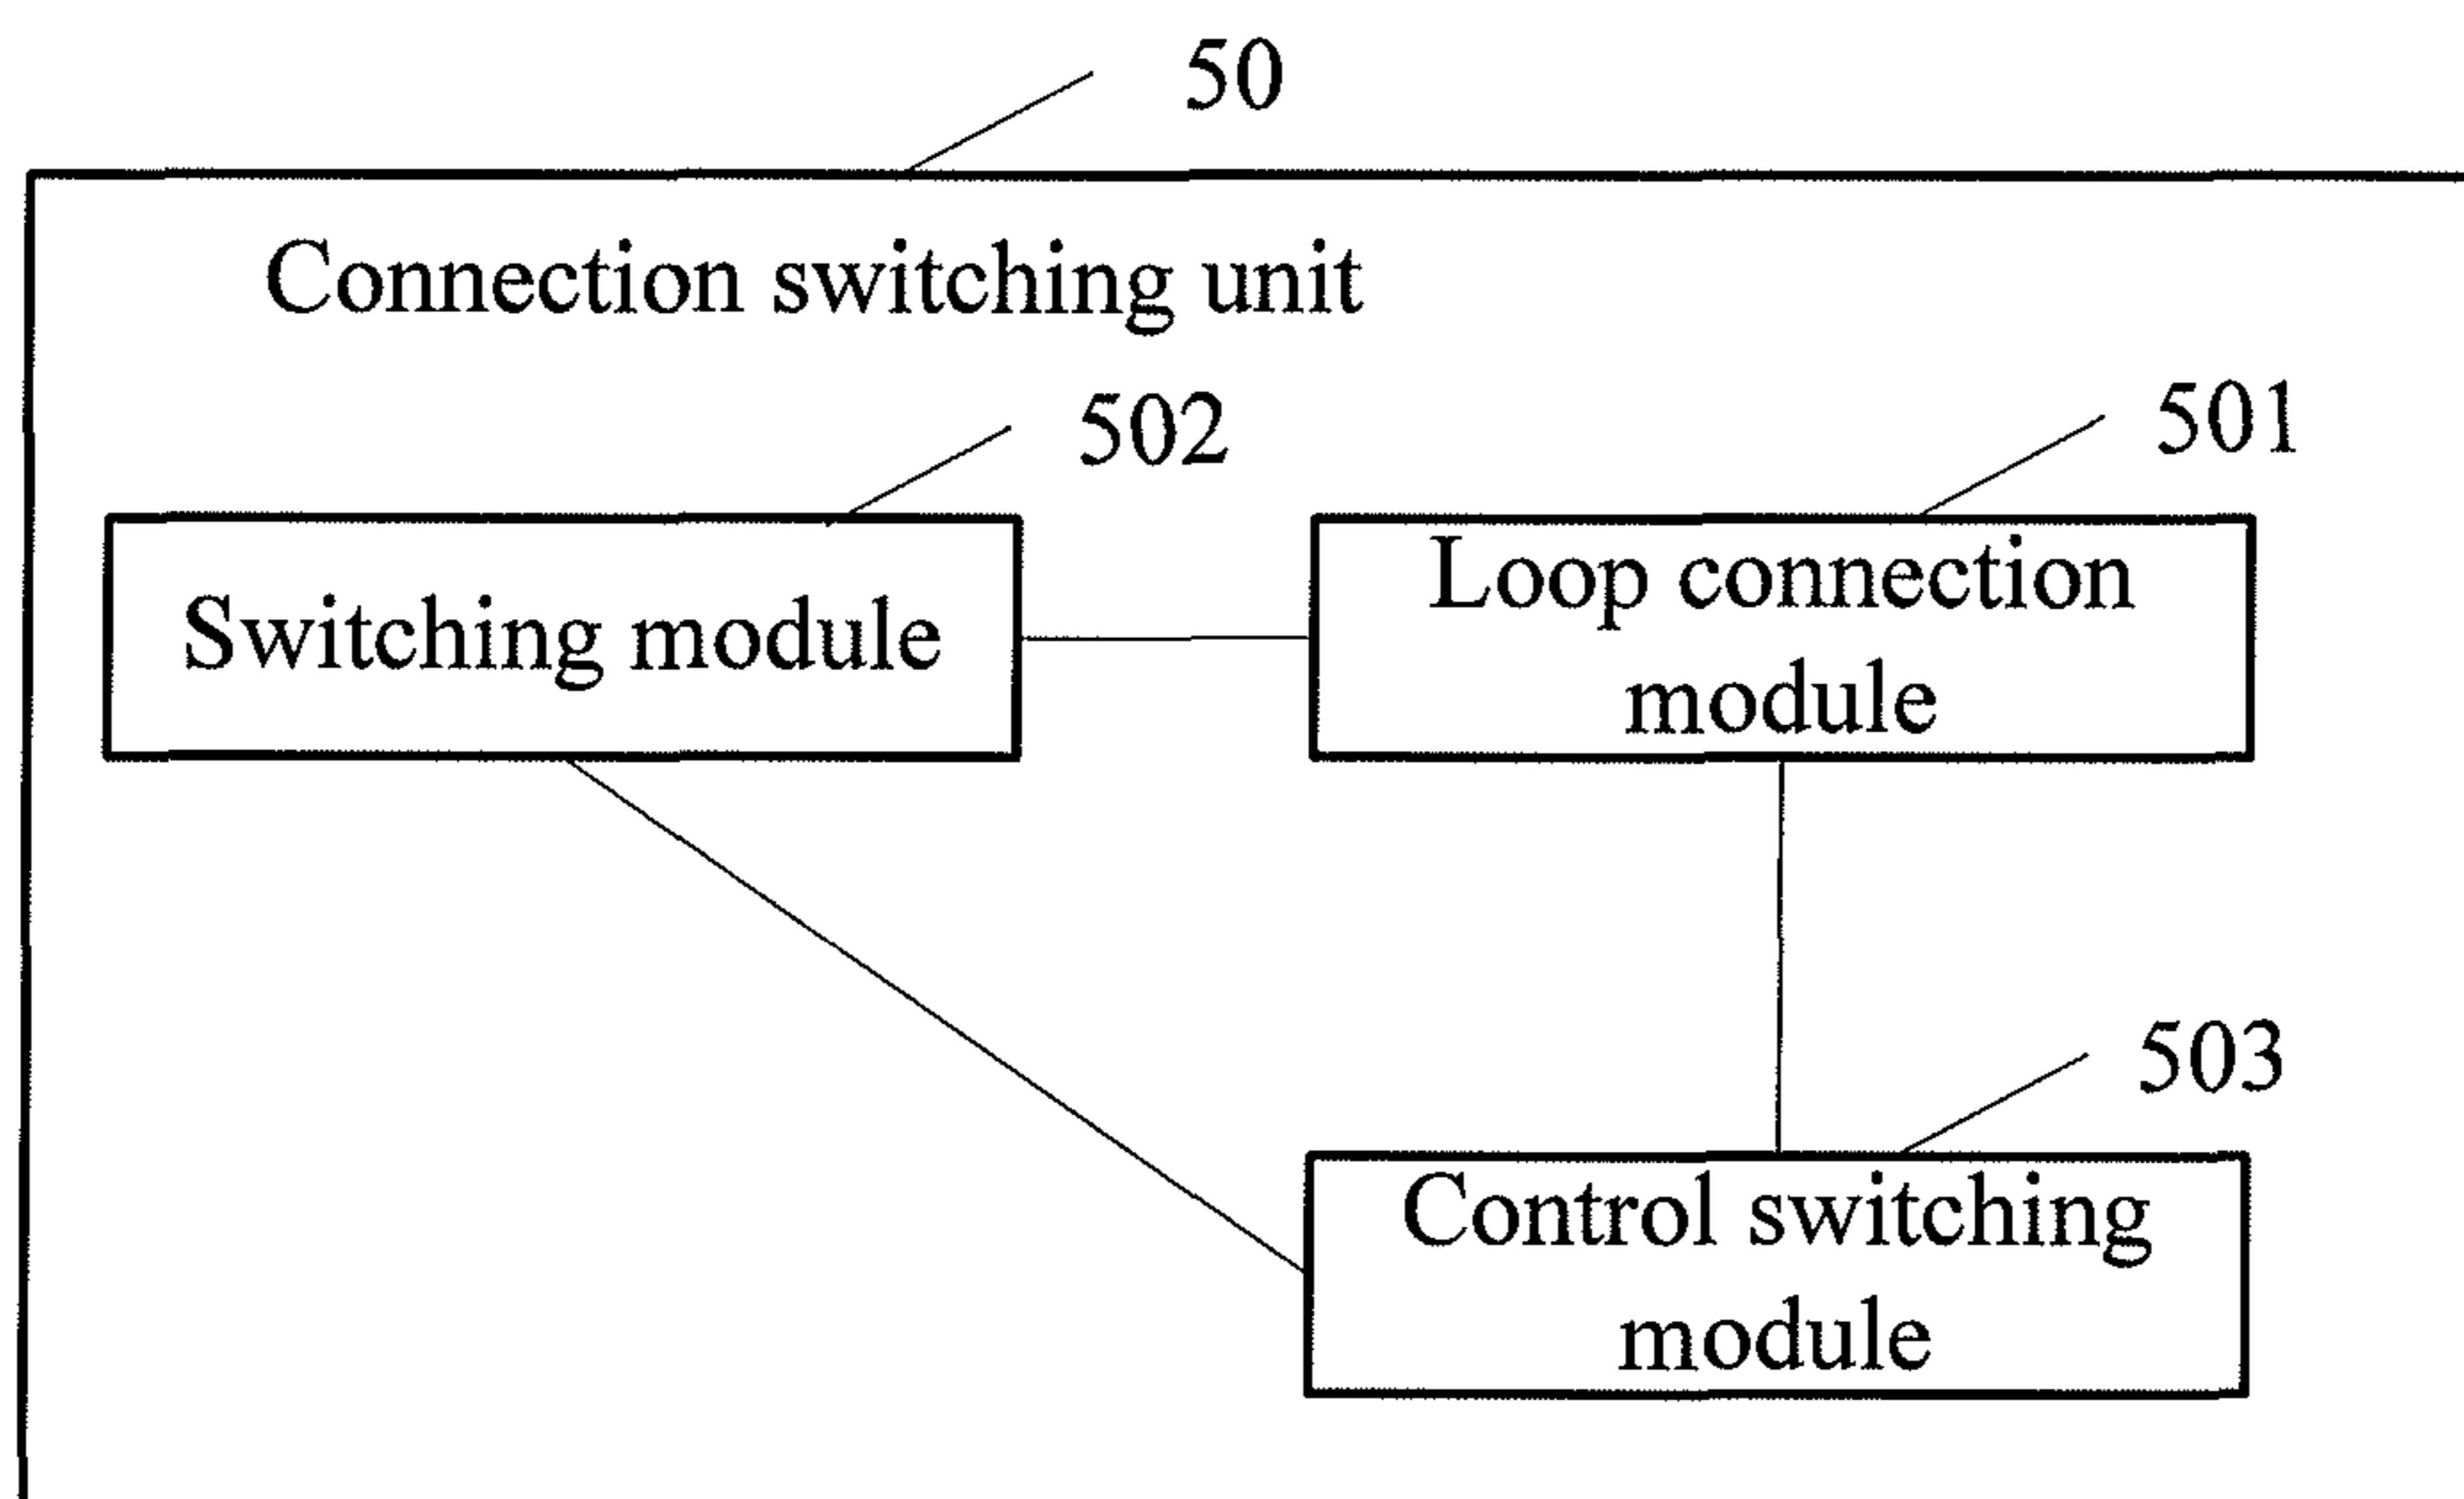 50
Connection switching unit
502
501
Switching module
Loop connection
module
503
Control switching
module